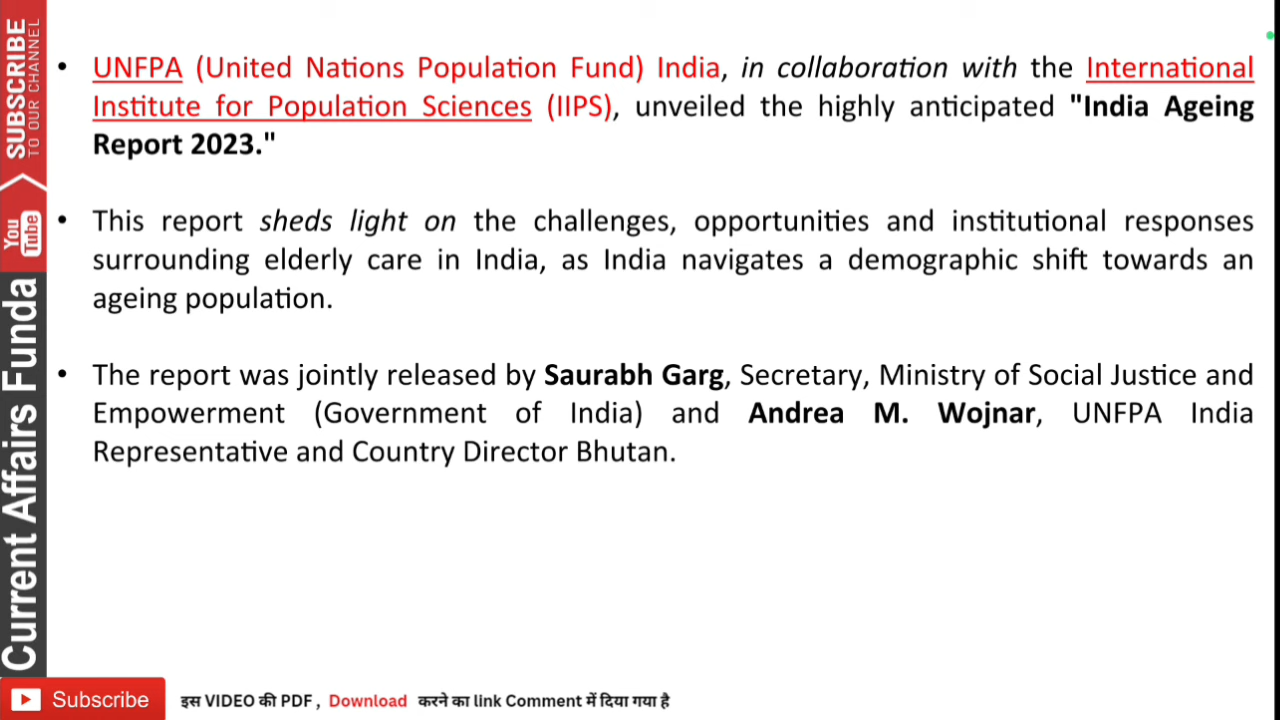 • UNFPA (United Nations Population Fund) India, in collaboration with the International
Institute for Population Sciences (IIPS), unveiled the highly anticipated "India Ageing
Report 2023."
• This report sheds light on the challenges, opportunities and institutional responses
surrounding elderly care in India, as India navigates a demographic shift towards an
ageing population.
• The report was jointly released by Saurabh Garg, Secretary, Ministry of Social Justice and
Empowerment (Government of India) and Andrea M. Wojnar, UNFPA India
Representative and Country Director Bhutan.
SUBSCRIBE
TO OUR CHANNEL
You
Tube
Current Affairs Funda
Subscribe
इस VIDEO की PDF , Download करने का link Comment में दिया गया है